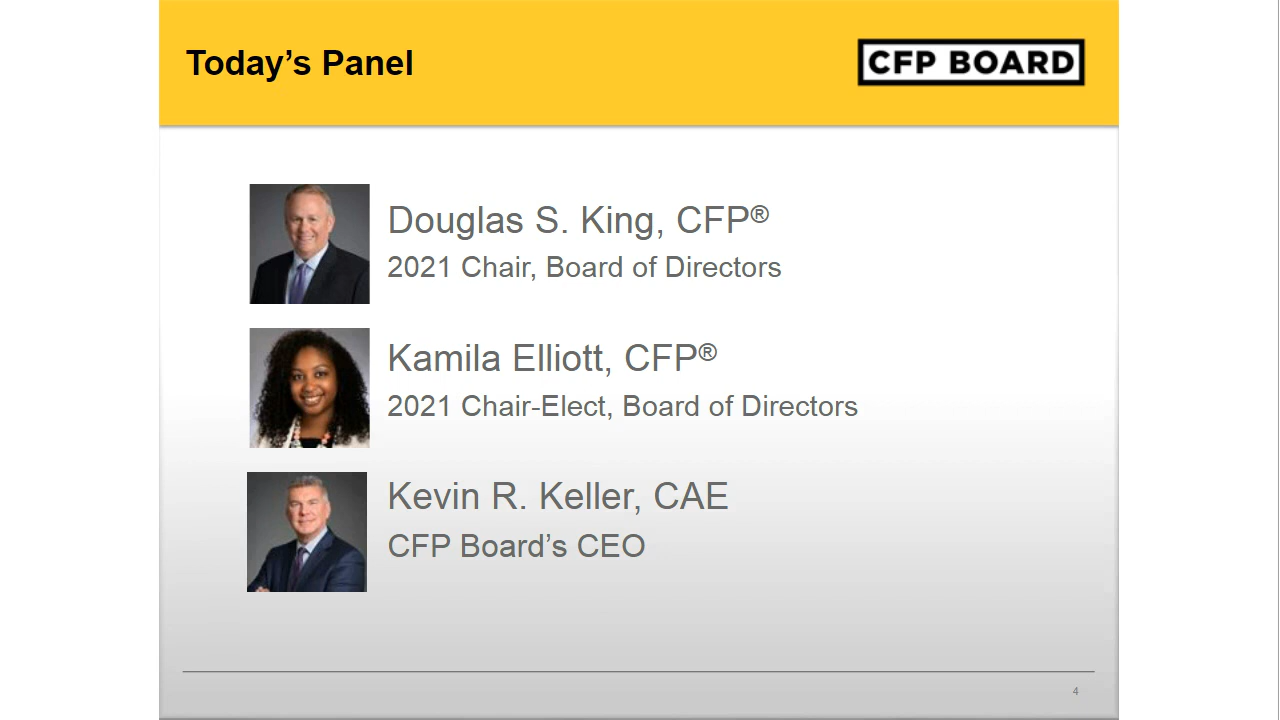 Today’s Panel
CFP BOARD
Douglas S. King, CFP®
2021 Chair, Board of Directors
Kamila Elliott, CFP®
2021 Chair-Elect, Board of Directors
Kevin R. Keller, CAE
CFP Board’s CEO
4